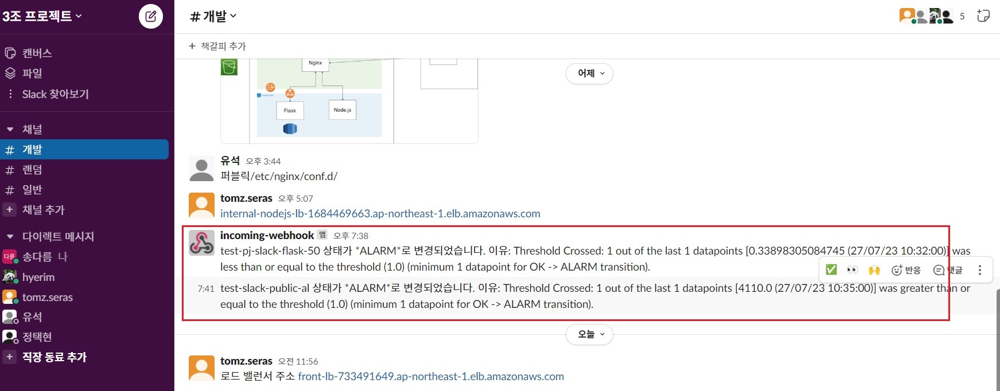 3조 프로젝트
캔버스
파일
Slack 찾아보기
채널
# 개발
# 랜덤
# 일반
+ 채널 추가
다이렉트 메시지
다름 송다름 나
hyerim
tomz.seras
유석
정택현
+ 직장 동료 추가
# 개발
5
+ 책갈피 추가
어제
Nginx
Flask
Node.js
유석 오후 3:44
퍼블릭/etc/nginx/conf.d/
tomz.seras 오후 5:07
internal-nodejs-lb-1684469663.ap-northeast-1.elb.amazonaws.com
incoming-webhook 앱 오후 7:38
test-pj-slack-flask-50 상태가 *ALARM*로 변경되었습니다. 이유: Threshold Crossed: 1 out of the last 1 datapoints [0.33898305084745 (27/07/23 10:32:00)] was
less than or equal to the threshold (1.0) (minimum 1 datapoint for OK -> ALARM transition).
반응 댓글
7:41 test-slack-public-al 상태가 *ALARM*로 변경되었습니다. 이유: Threshold Crossed: 1 out of the last 1 datapoints [4110.0 (27/07/23 10:35:00)] was greater than or
equal to the threshold (1.0) (minimum 1 datapoint for OK -> ALARM transition).
오늘
tomz.seras 오전 11:56
로드 밸런서 주소 front-lb-733491649.ap-northeast-1.elb.amazonaws.com